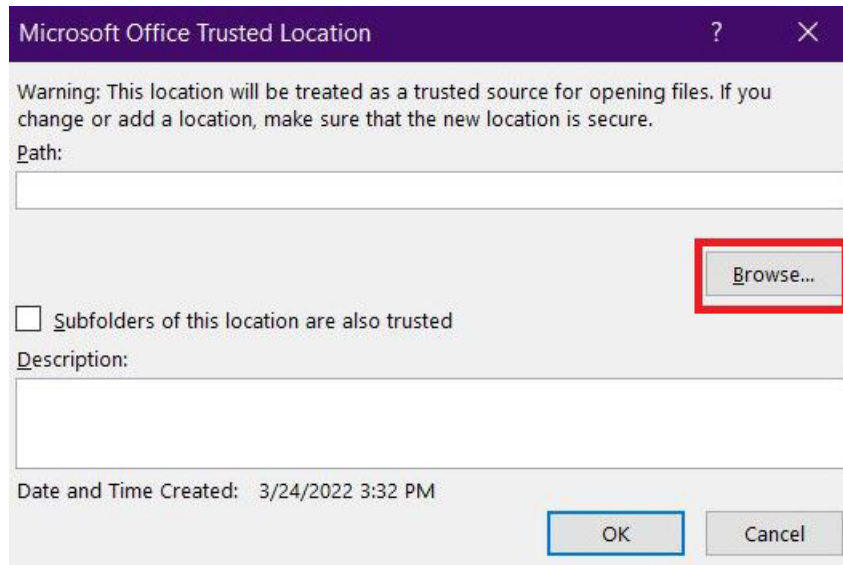 Microsoft Office Trusted Location ?
Warning: This location will be treated as a trusted source for opening files. If you
change or add a location, make sure that the new location is secure.
Path:
Browse...
Subfolders of this location are also trusted
Description:
Date and Time Created: 3/24/2022 3:32 PM
OK Cancel